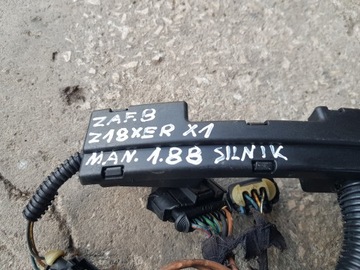 ZAF.B
Z18XER X1
MAN. 1.88 SILNIK